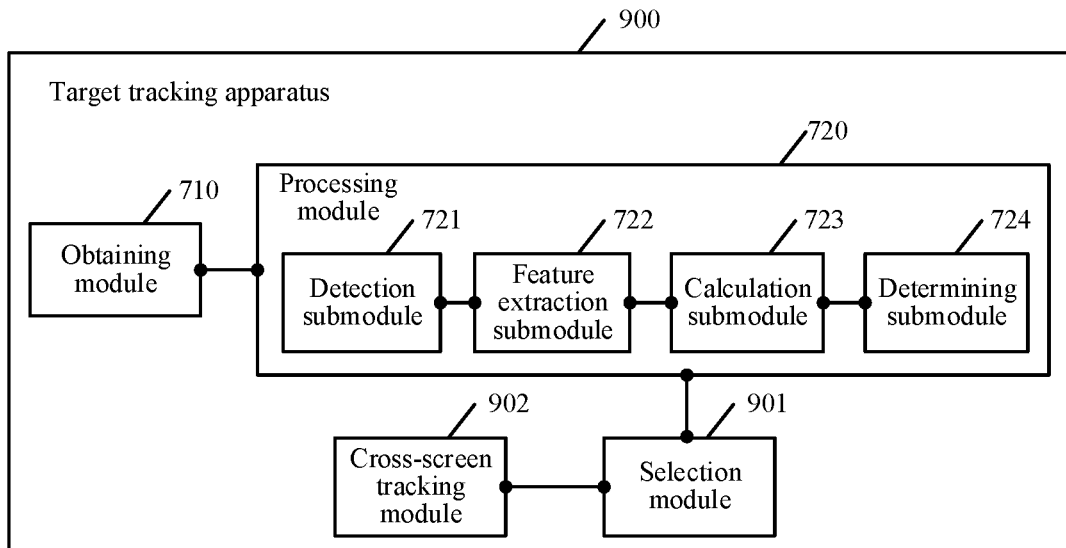 900
Target tracking apparatus
720
Processing
module
710
Obtaining
module
721
Detection
submodule
722
Feature
extraction
submodule
723
Calculation
submodule
724
Determining
submodule
902
Cross-screen
tracking
module
901
Selection
module